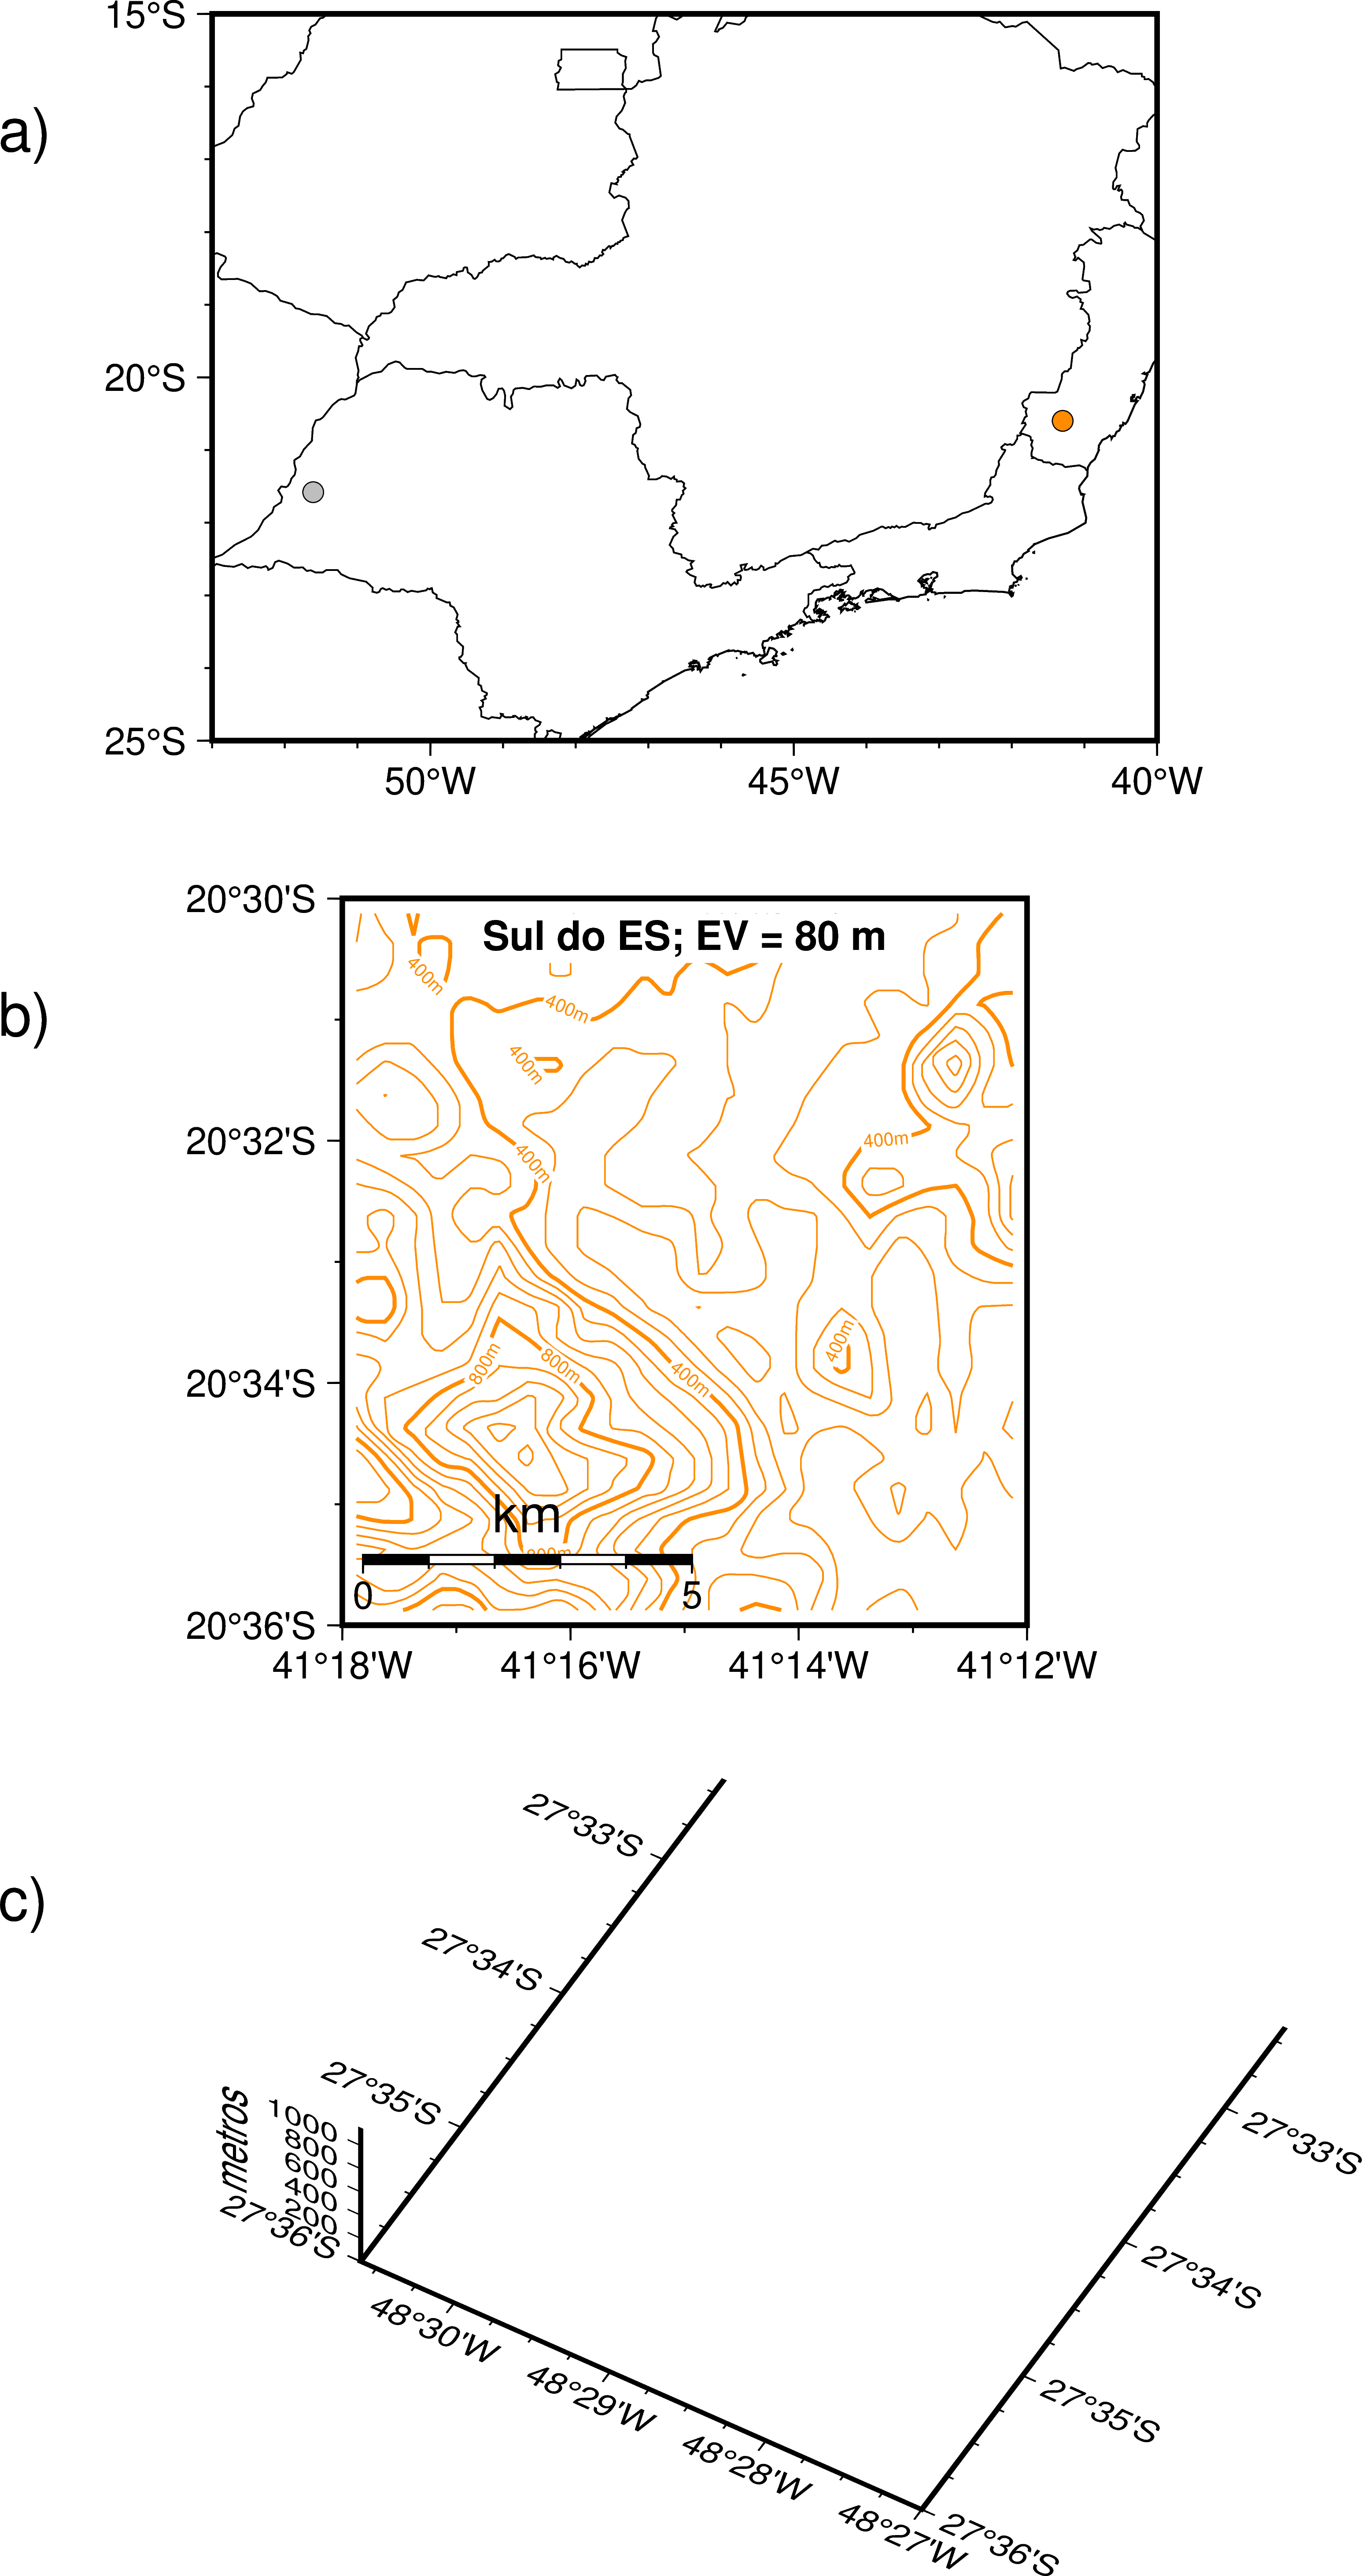 a)
15°S
20°S
25°S
50°W
45°W
40°W
b)
Sul do ES; EV = 80 m
20°30'S
20°32'S
20°34'S
20°36'S
400m
400m
400m
400m
400m
400m
400m
800m
800m
800m
km
0
5
41°18'W
41°16'W
41°14'W
41°12'W
c)
27°33'S
27°34'S
27°35'S
27°36'S
metros
1000
800
600
400
200
48°30'W
48°29'W
48°28'W
48°27'W
27°33'S
27°34'S
27°35'S
27°36'S